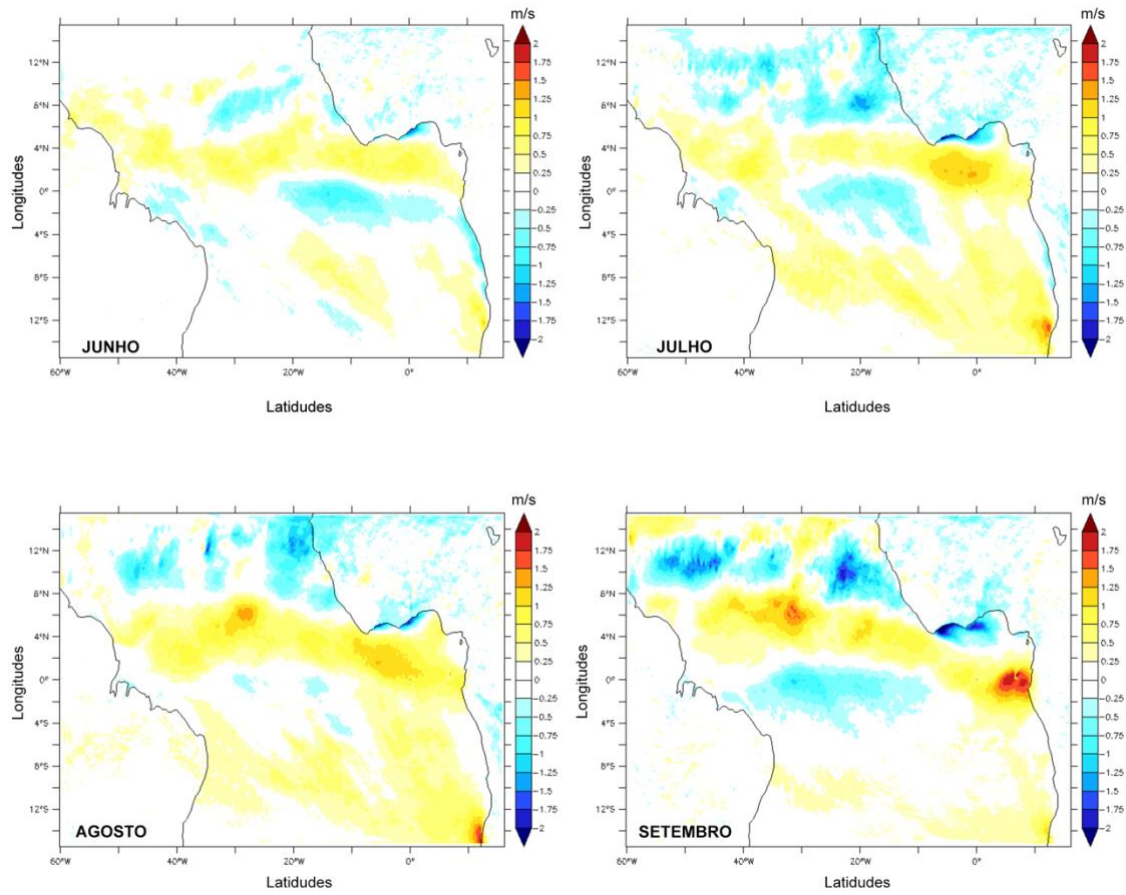 m/s
12°N
8°N
4°N
0°
4°S
8°S
12°S
Longitudes
JUNHO
60°W
40°W
20°W
0°
Latidudes
2
1.75
1.5
1.25
1
0.75
0.5
0.25
0
-0.25
-0.5
-0.75
-1
-1.25
-1.5
-1.75
-2
m/s
12°N
8°N
4°N
0°
4°S
8°S
12°S
Longitudes
JULHO
60°W
40°W
20°W
0°
Latidudes
2
1.75
1.5
1.25
1
0.75
0.5
0.25
0
-0.25
-0.5
-0.75
-1
-1.25
-1.5
-1.75
-2
m/s
12°N
8°N
4°N
0°
4°S
8°S
12°S
Longitudes
AGOSTO
60°W
40°W
20°W
0°
Latidudes
2
1.75
1.5
1.25
1
0.75
0.5
0.25
0
-0.25
-0.5
-0.75
-1
-1.25
-1.5
-1.75
-2
m/s
12°N
8°N
4°N
0°
4°S
8°S
12°S
Longitudes
SETEMBRO
60°W
40°W
20°W
0°
Latidudes
2
1.75
1.5
1.25
1
0.75
0.5
0.25
0
-0.25
-0.5
-0.75
-1
-1.25
-1.5
-1.75
-2